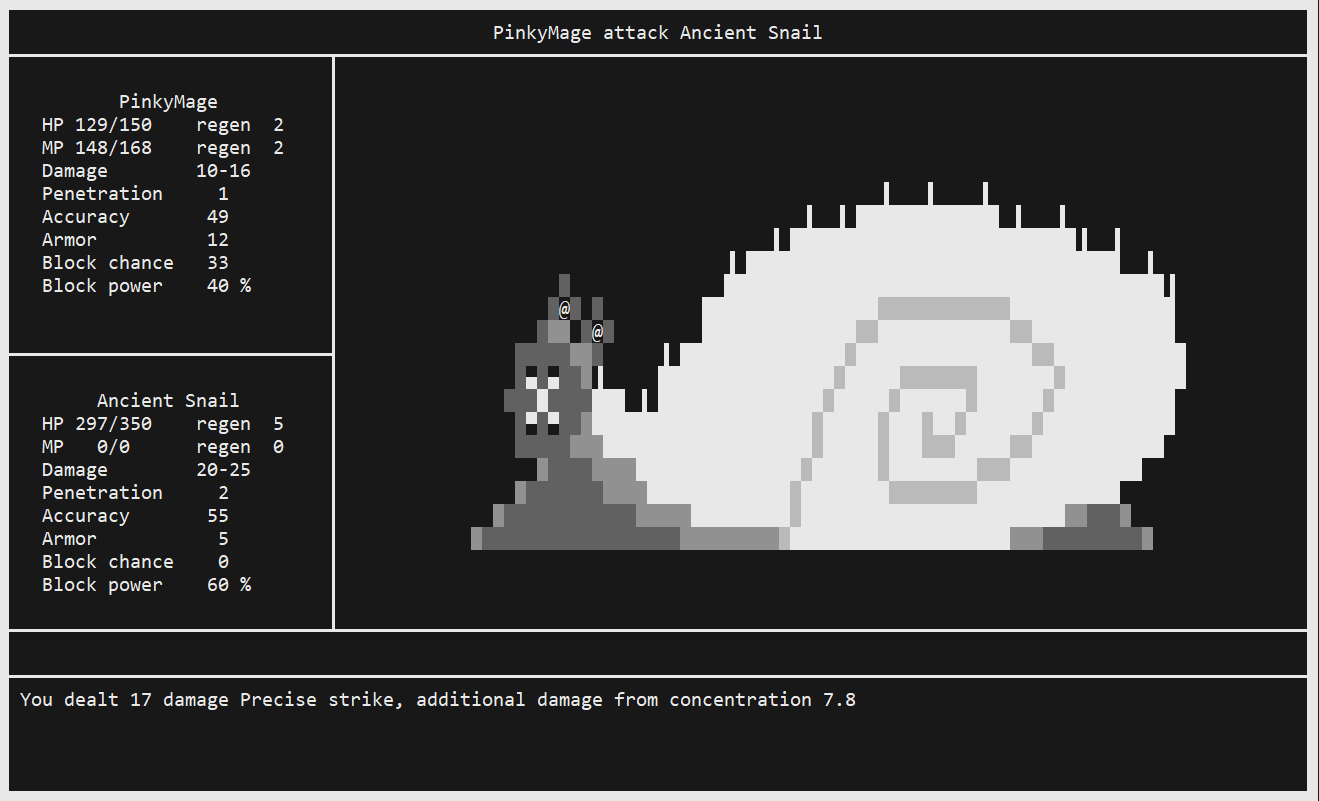 PinkyMage attack Ancient Snail
PinkyMage
HP 129/150 regen 2
MP 148/168 regen 2
Damage 10-16
Penetration 1
Accuracy 49
Armor 12
Block chance 33
Block power 40 %
@
@
Ancient Snail
HP 297/350 regen 5
MP 0/0 regen 0
Damage 20-25
Penetration 2
Accuracy 55
Armor 5
Block chance 0
Block power 60 %
You dealt 17 damage Precise strike, additional damage from concentration 7.8